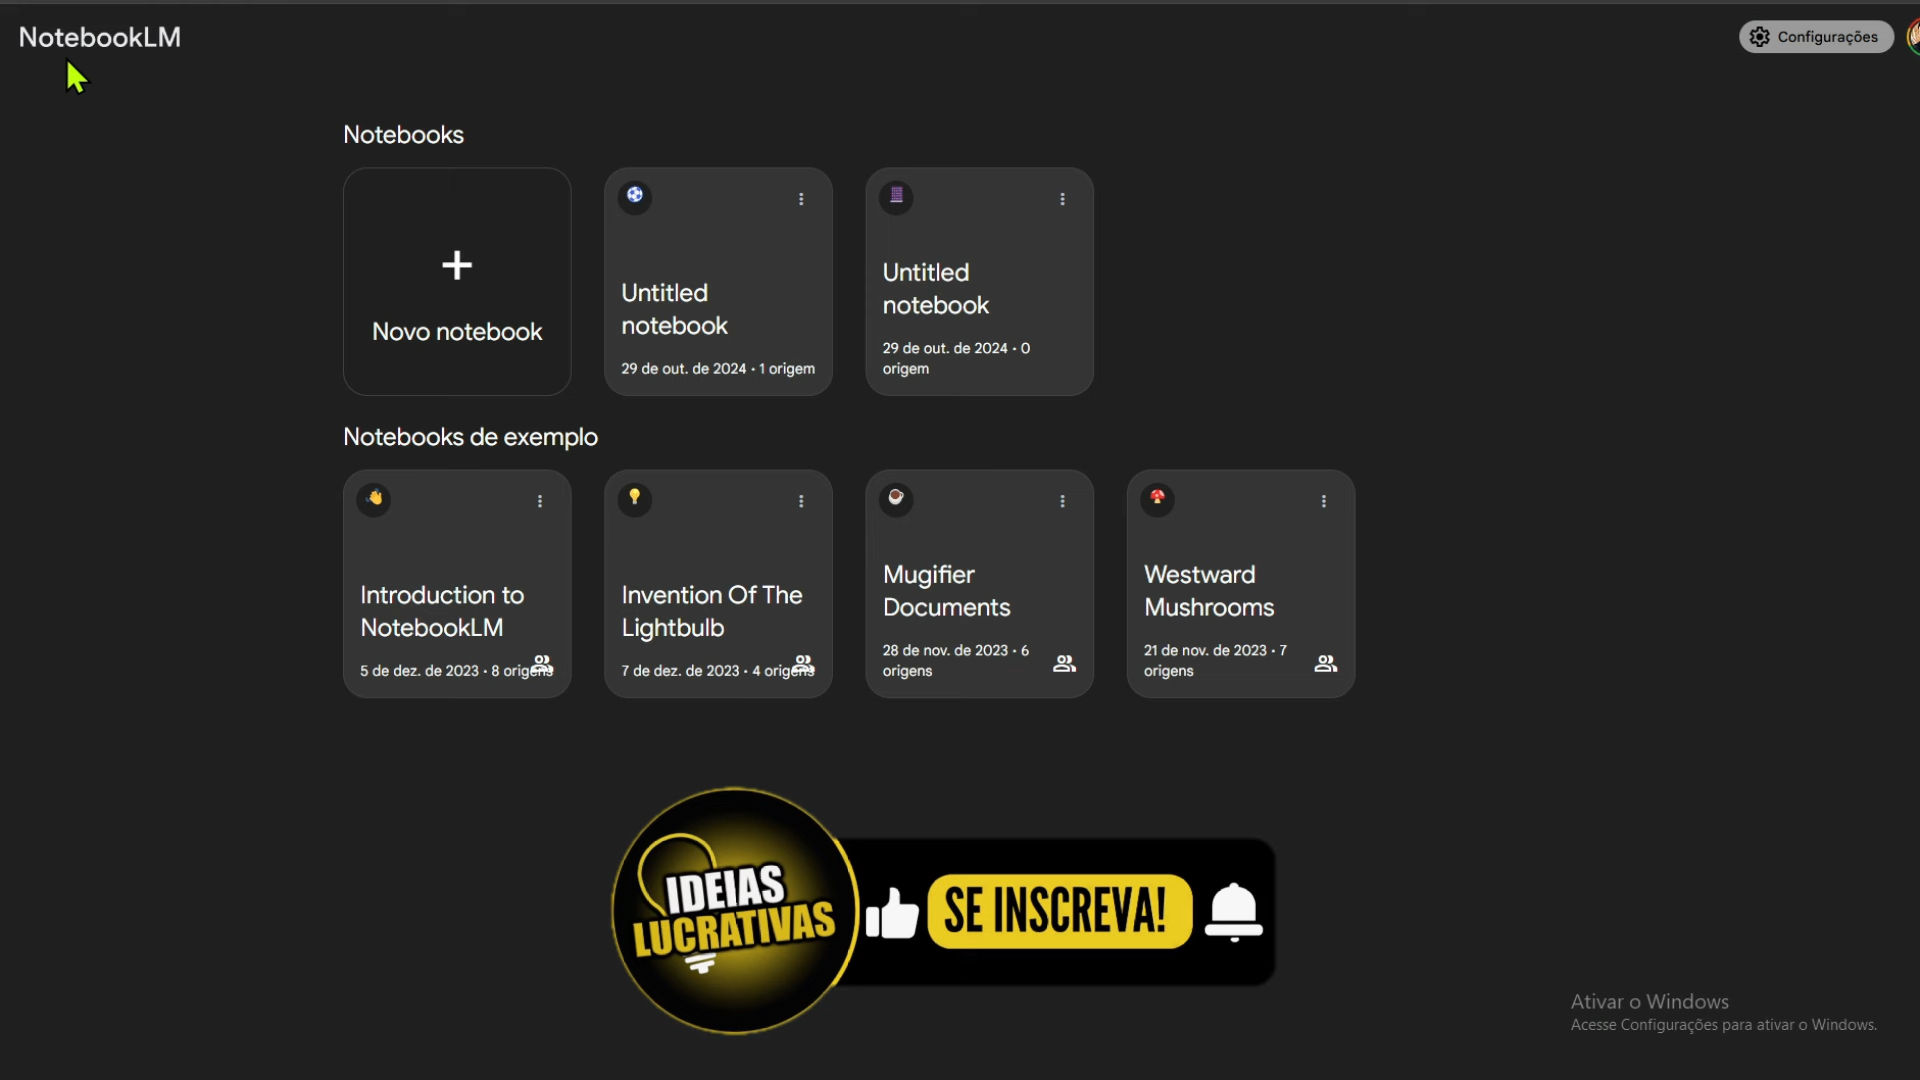 NotebookLM
Configurações
Notebooks
Novo notebook
Untitled
notebook
29 de out. de 2024 • 1 origem
Untitled
notebook
29 de out. de 2024 • 0
origem
Notebooks de exemplo
Introduction to
NotebookLM
5 de dez. de 2023 • 8 origens
Invention Of The
Lightbulb
7 de dez. de 2023 • 4 origens
Mugifier
Documents
28 de nov. de 2023 • 6
origens
Westward
Mushrooms
21 de nov. de 2023 • 7
origens
IDEIAS
LUCRATIVAS
SE INSCREVA!
Ativar o Windows
Acesse Configurações para ativar o Windows.